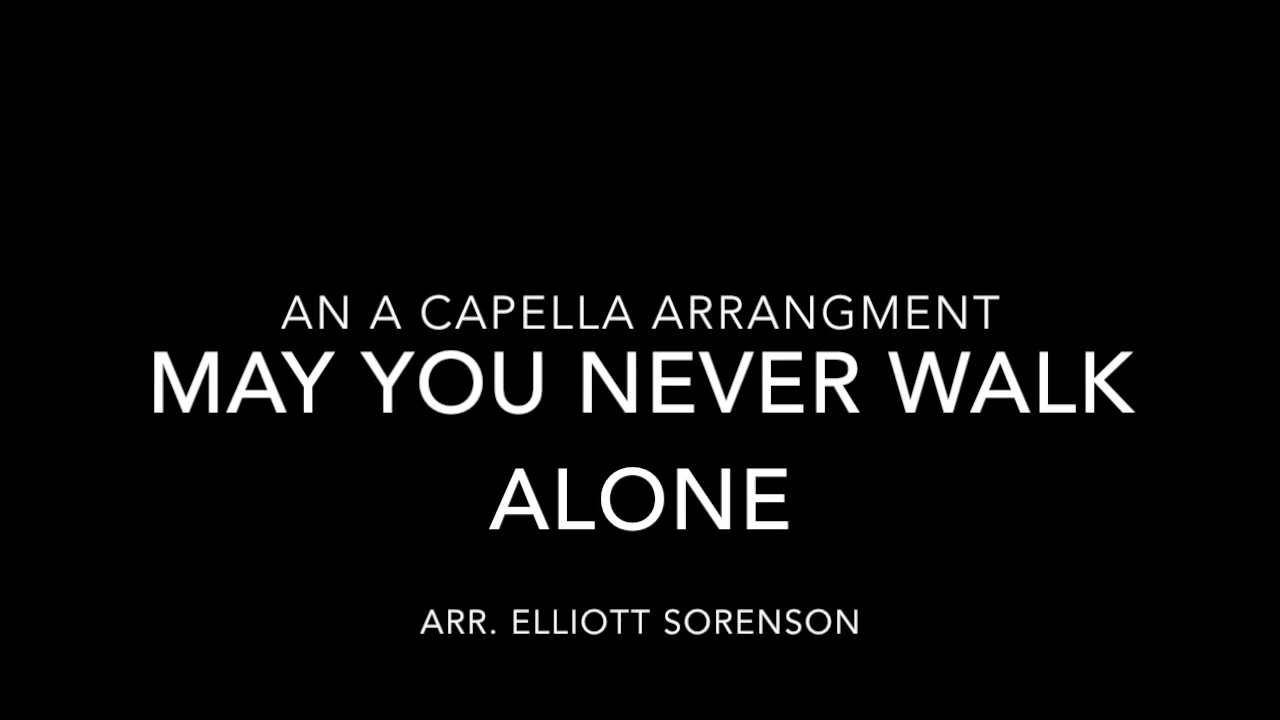 AN A CAPELLA ARRANGMENT
MAY YOU NEVER WALK
ALONE
ARR. ELLIOTT SORENSON